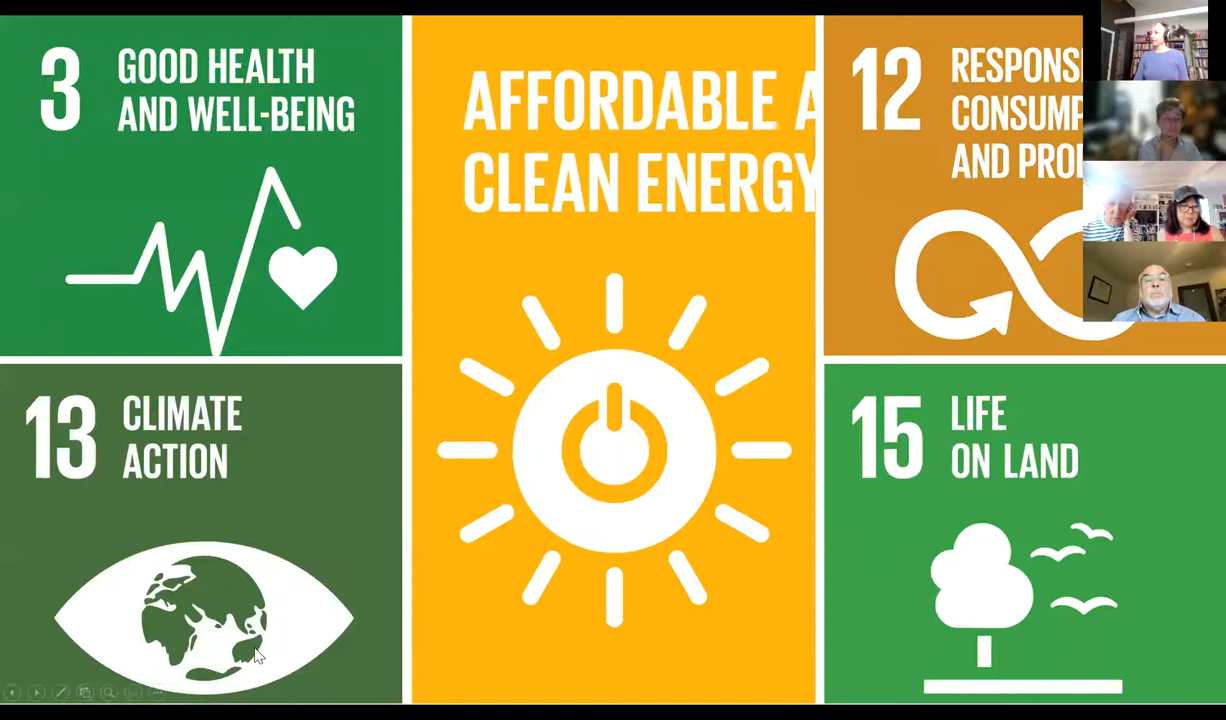 3
GOOD HEALTH
AND WELL-BEING
AFFORDABLE A
CLEAN ENERGY
12
RESPONS
CONSUMP
AND PRO
13
CLIMATE
ACTION
15
LIFE
ON LAND